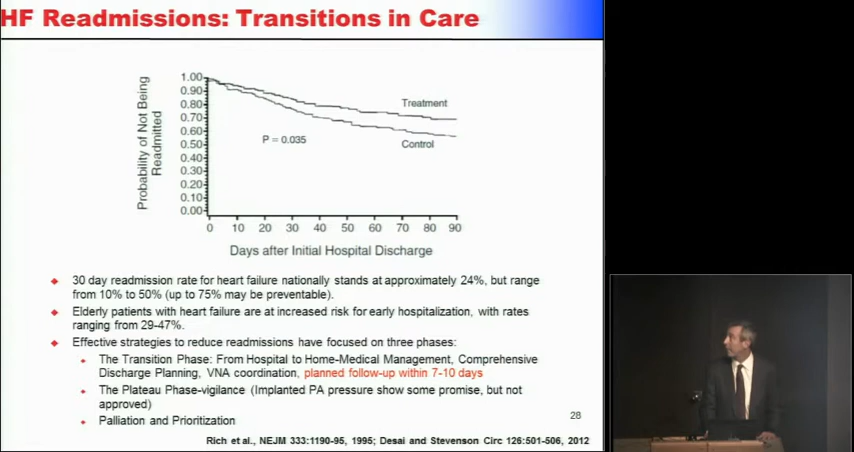 HF Readmissions: Transitions in Care
Probability of Not Being
Readmitted
1.00
0.90
0.80
0.70
0.60
0.50
0.40
0.30
0.20
0.10
0.00
Treatment
P = 0.035
Control
0 10 20 30 40 50 60 70 80 90
Days after Initial Hospital Discharge
30 day readmission rate for heart failure nationally stands at approximately 24%, but range
from 10% to 50% (up to 75% may be preventable).
Elderly patients with heart failure are at increased risk for early hospitalization, with rates
ranging from 29-47%.
Effective strategies to reduce readmissions have focused on three phases:
The Transition Phase: From Hospital to Home-Medical Management, Comprehensive
Discharge Planning, VNA coordination, planned follow-up within 7-10 days
The Plateau Phase-vigilance (Implanted PA pressure show some promise, but not
approved)
Palliation and Prioritization
28
Rich et al., NEJM 333:1190-95, 1995; Desai and Stevenson Circ 126:501-506, 2012